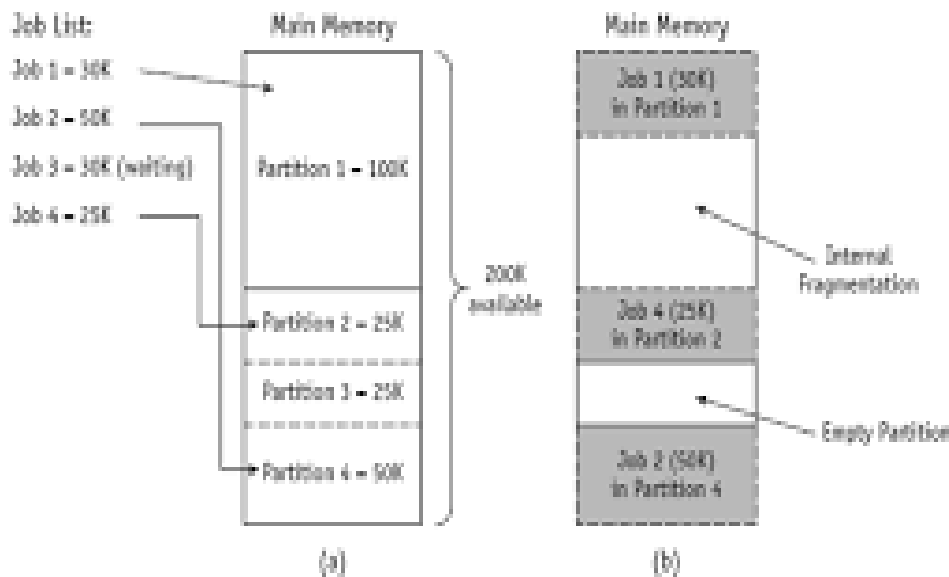 Job List:
Job 1 = 30K
Job 2 = 50K
Job 3 = 30K (waiting)
Job 4 = 25K
Main Memory
Partition 1 = 100K
Partition 2 = 25K
Partition 3 = 25K
Partition 4 = 50K
200K
available
(a)
Main Memory
Job 1 (30K)
in Partition 1
Internal
Fragmentation
Job 4 (25K)
in Partition 2
Empty Partition
Job 2 (50K)
in Partition 4
(b)